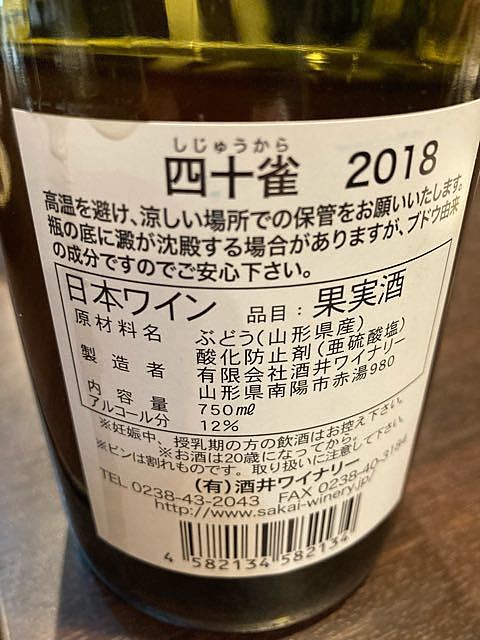 しじゅうから
四十雀 2018
高温を避け、涼しい場所での保管をお願いいたします。
瓶の底に澱が沈殿する場合がありますが、ブドウ由来
の成分ですのでご安心下さい。
日本ワイン 品目：果実酒
原材料名 ぶどう(山形県産)
酸化防止剤(亜硫酸塩)
製造者 有限会社酒井ワイナリー
山形県南陽市赤湯980
内容量 750㎖
アルコール分 12%
※妊娠中、授乳期の方の飲酒はお控え下さい。
※お酒は20歳になってから。
※ビンは割れものです。取り扱いに注意して下さい。
(有)酒井ワイナリー
TEL 0238-43-2043 FAX 0238-40-3184
http://www.sakai-winery.jp/
4 582134 582134